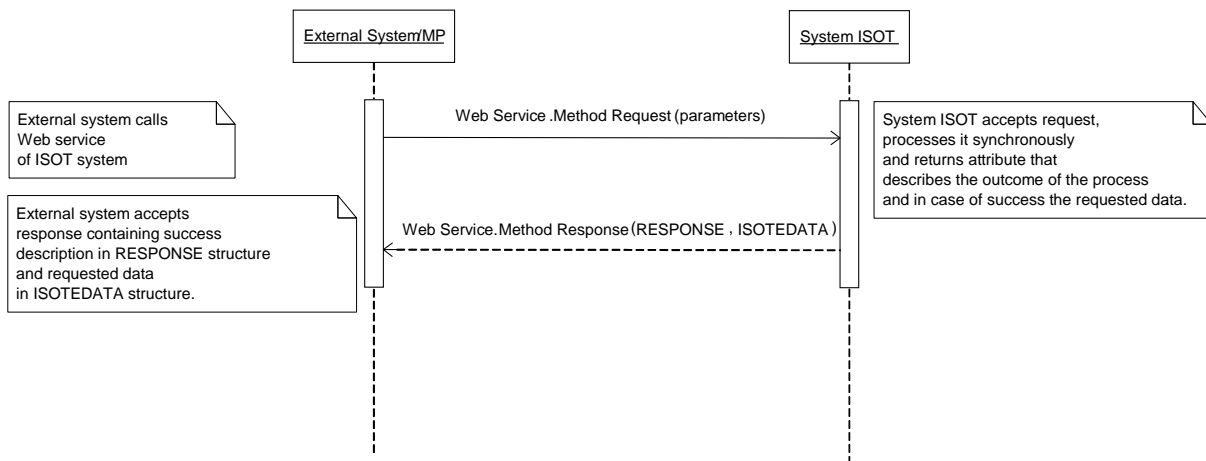 External System/MP
System ISOT
External system calls
Web service
of ISOT system
Web Service.Method Request(parameters)
System ISOT accepts request,
processes it synchronously
and returns attribute that
describes the outcome of the process
and in case of success the requested data.
External system accepts
response containing success
description in RESPONSE structure
and requested data
in ISOTEDATA structure.
Web Service.Method Response(RESPONSE, ISOTEDATA)